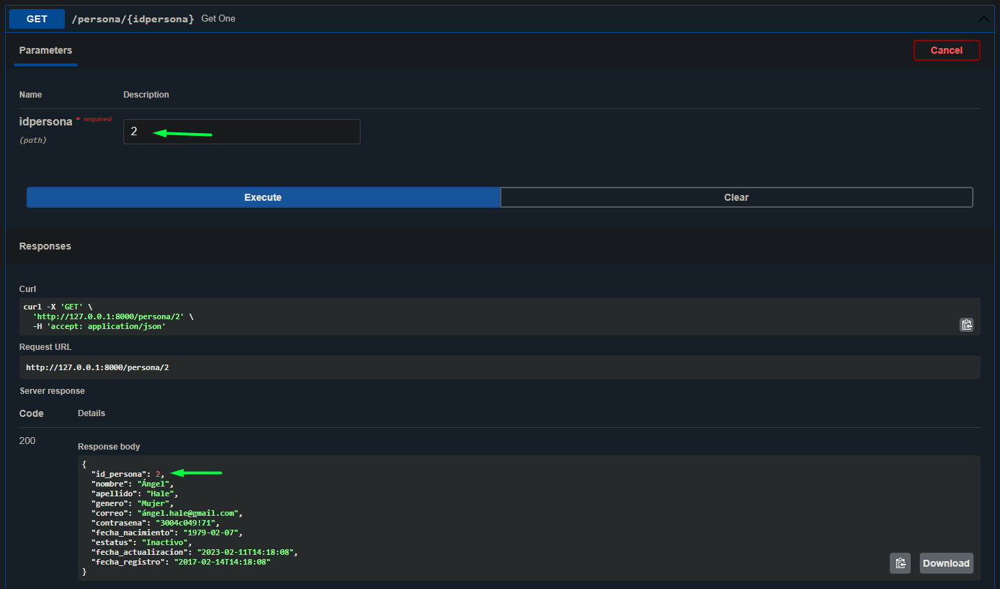 GET /persona/{idpersona} Get One
Parameters
Cancel
Name Description
idpersona * required
2
(path)
Execute Clear
Responses
Curl
curl -X 'GET' \
'http://127.0.0.1:8000/persona/2' \
-H 'accept: application/json'
Request URL
http://127.0.0.1:8000/persona/2
Server response
Code Details
200
Response body
{
"id_persona": 2,
"nombre": "Ángel",
"apellido": "Hale",
"genero": "Mujer",
"correo": "ángel.hale@gmail.com",
"contrasena": "3004c049!71",
"fecha_nacimiento": "1979-02-07",
"estatus": "Inactivo",
"fecha_actualizacion": "2023-02-11T14:18:08",
"fecha_registro": "2017-02-14T14:18:08"
}
Download